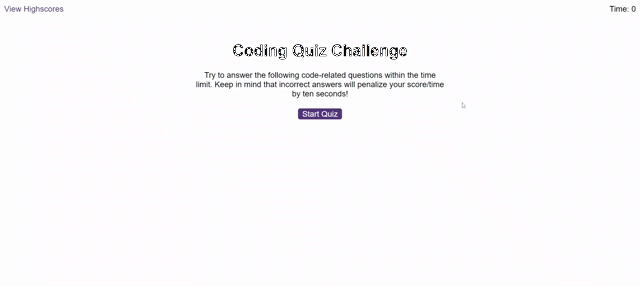 View Highscores
Time: 0
Coding Quiz Challenge
Try to answer the following code-related questions within the time
limit. Keep in mind that incorrect answers will penalize your score/time
by ten seconds!
Start Quiz